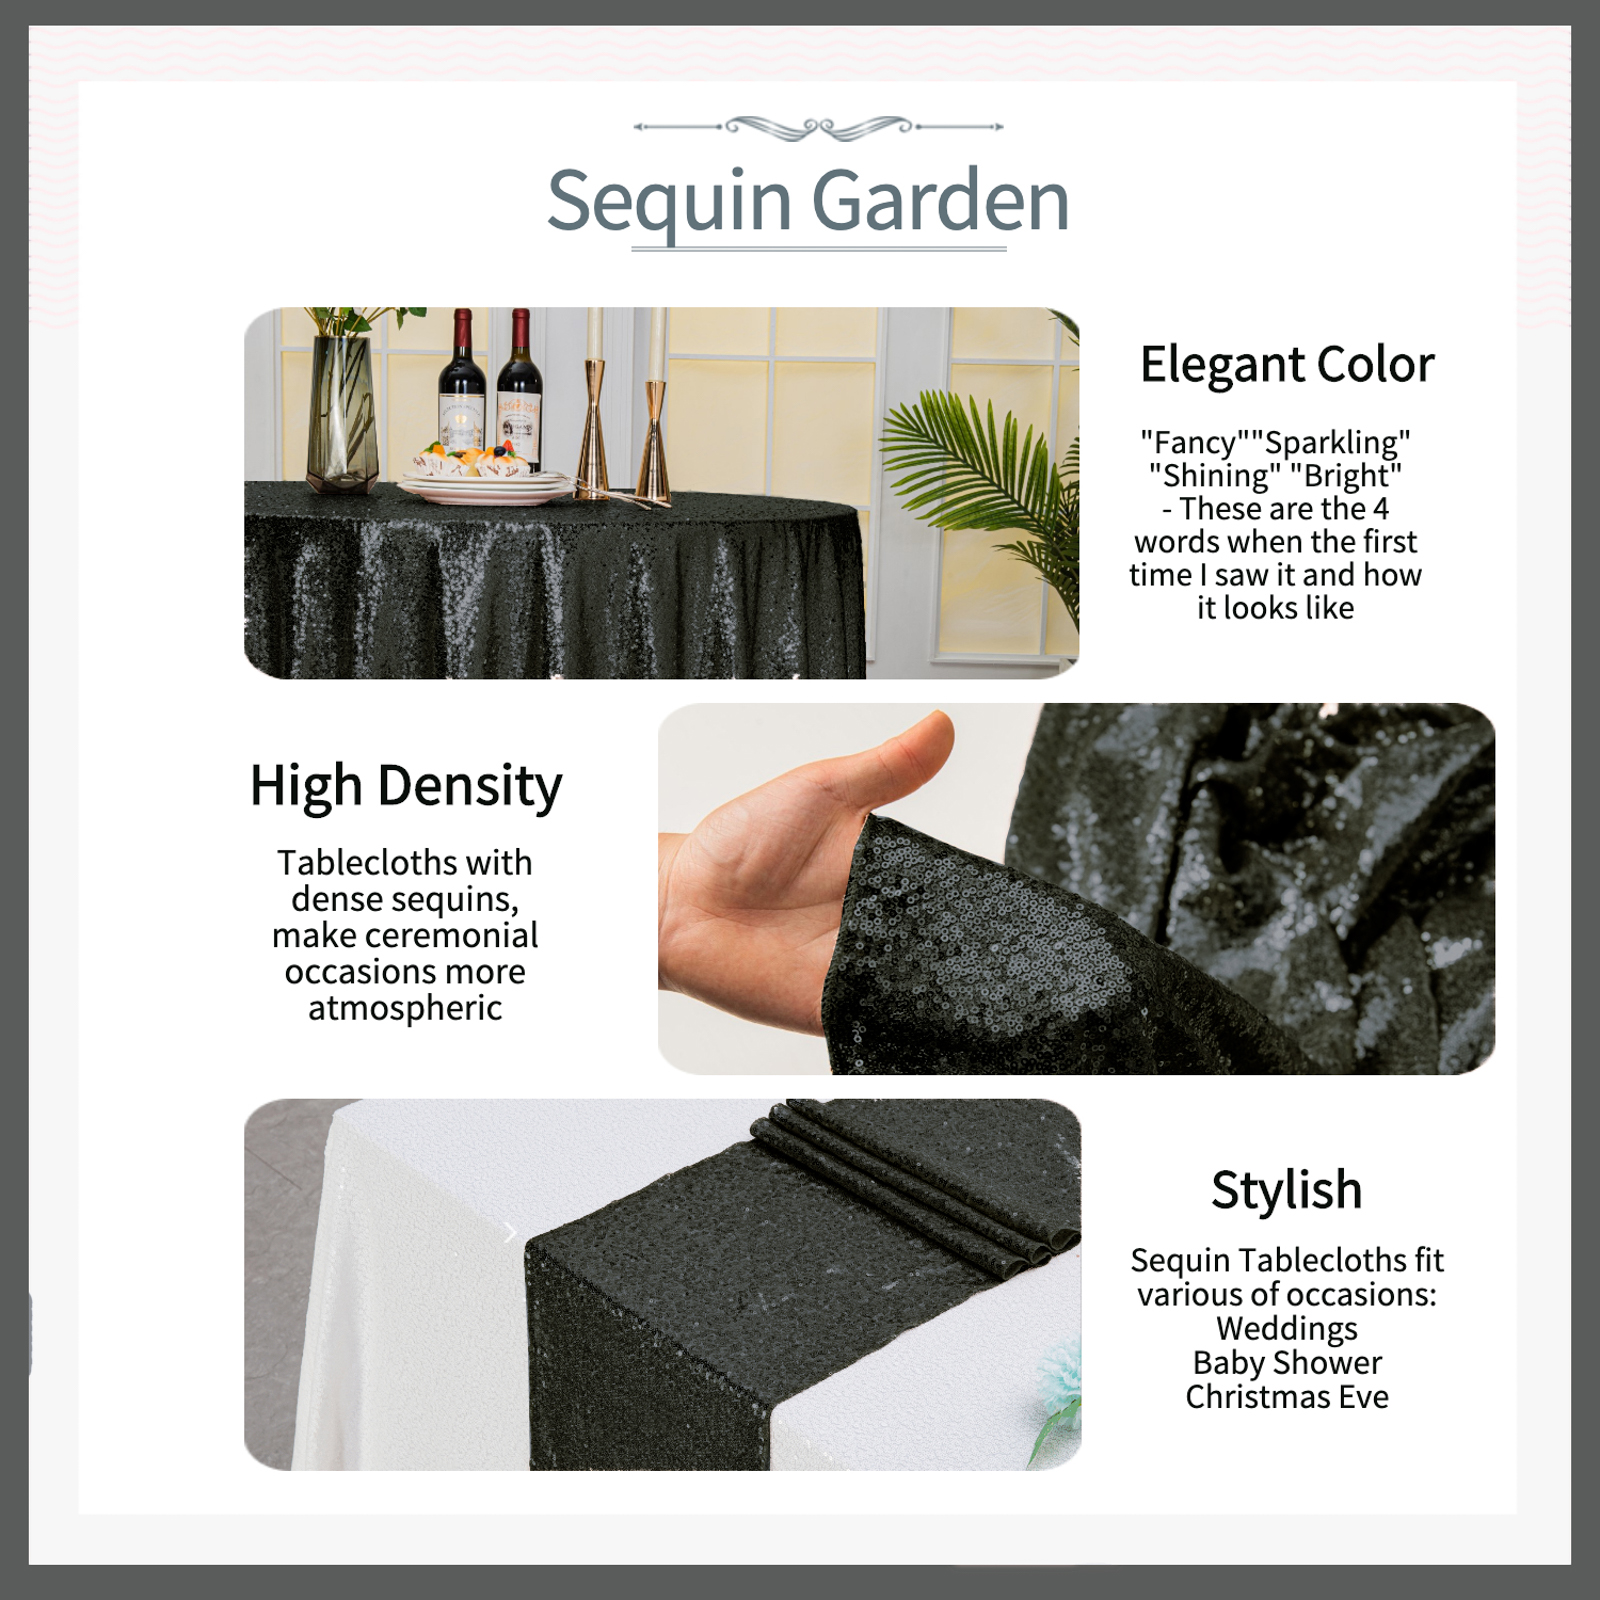 Sequin Garden
Elegant Color
"Fancy""Sparkling"
"Shining" "Bright"
- These are the 4
words when the first
time I saw it and how
it looks like
High Density
Tablecloths with
dense sequins,
make ceremonial
occasions more
atmospheric
Stylish
Sequin Tablecloths fit
various of occasions:
Weddings
Baby Shower
Christmas Eve